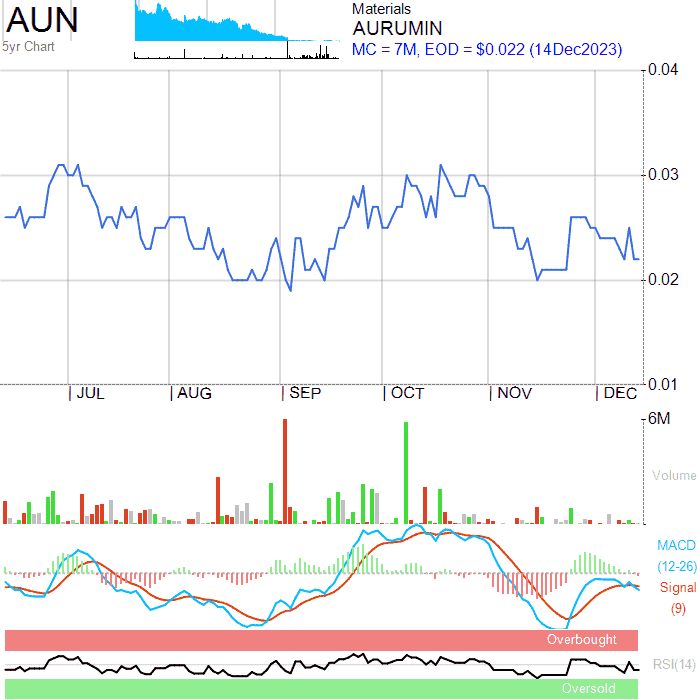 AUN
5yr Chart
Materials
AURUMIN
MC = 7M, EOD = $0.022 (14Dec2023)
0.04
0.03
0.02
0.01
JUL
AUG
SEP
OCT
NOV
DEC
6M
Volume
MACD
(12-26)
Signal
(9)
Overbought
RSI(14)
Oversold